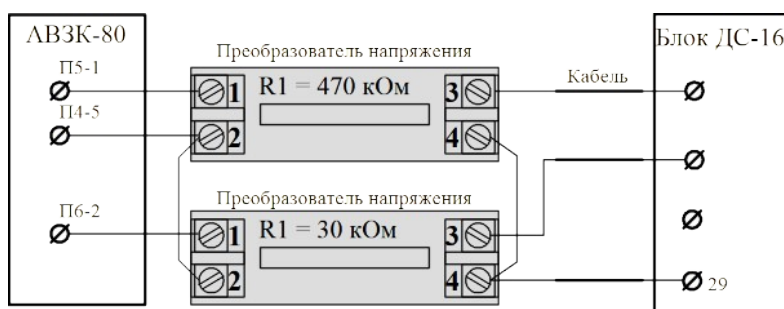 АВЗК-80
П5-1
П4-5
П6-2
Преобразователь напряжения
1 R1 = 470 кОм 3
2 4
Преобразователь напряжения
1 R1 = 30 кОм 3
2 4
Кабель
Блок ДС-16
29